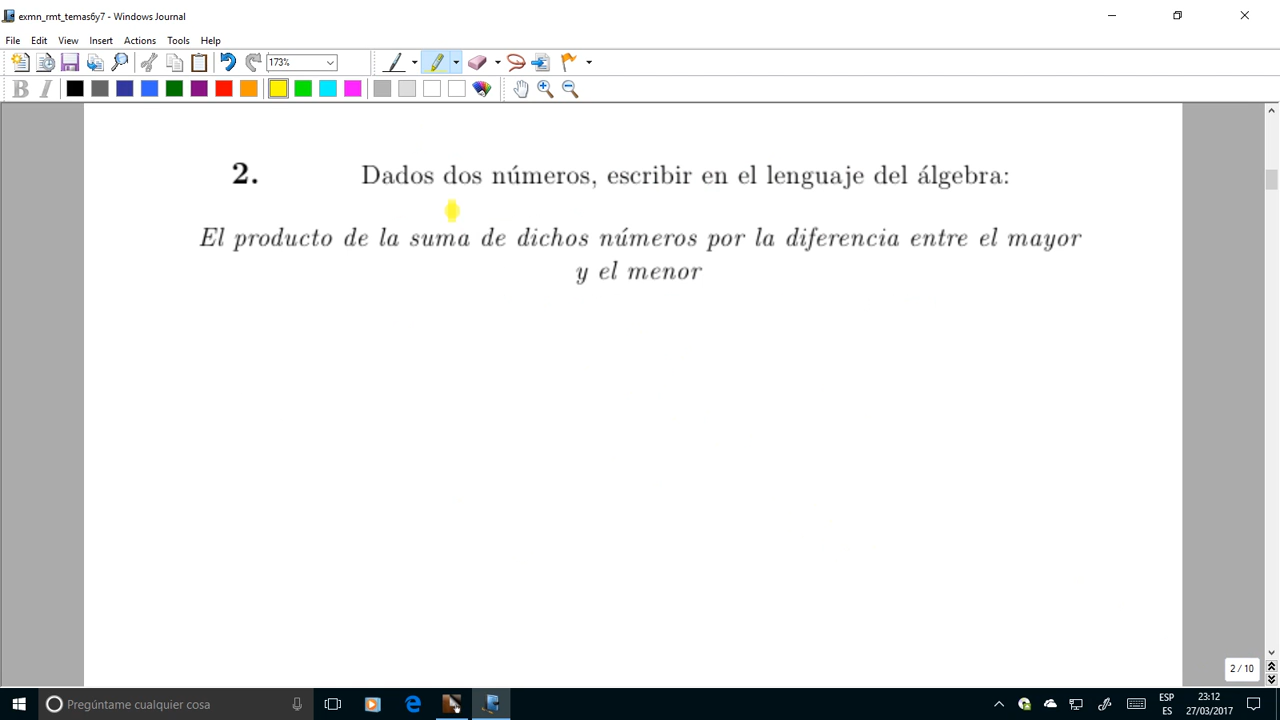 exmn_rmt_temas6y7 - Windows Journal
File Edit View Insert Actions Tools Help
173%
B I
2. Dados dos números, escribir en el lenguaje del álgebra:
El producto de la suma de dichos números por la diferencia entre el mayor
y el menor
2 / 10
Pregúntame cualquier cosa
ESP
ES
23:12
27/03/2017